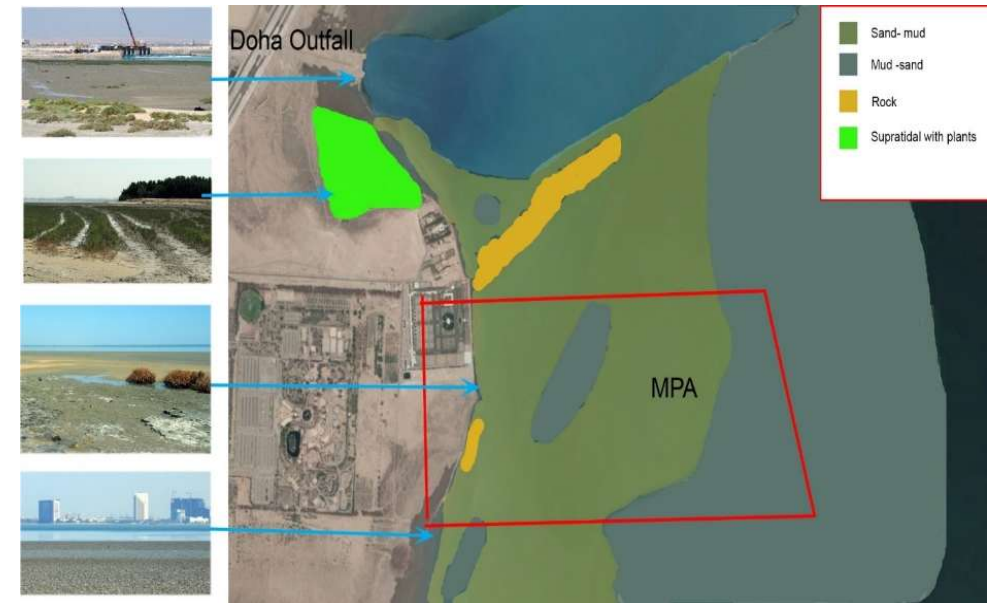 Doha Outfall
Sand- mud
Mud -sand
Rock
Supratidal with plants
MPA